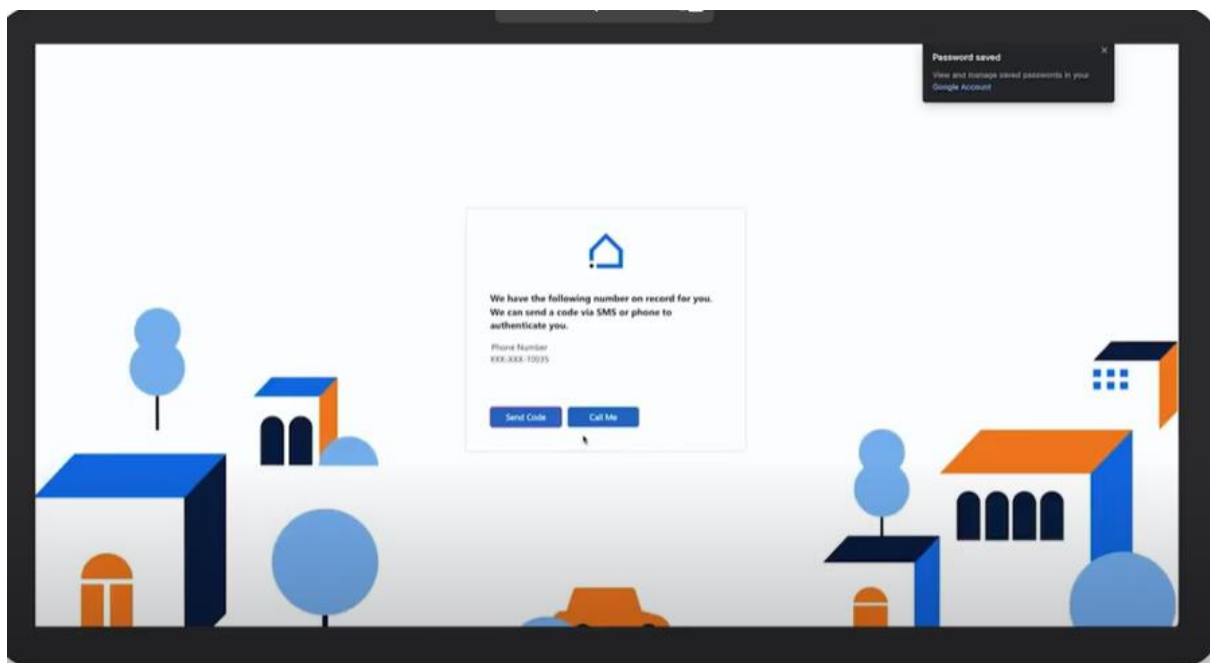 Password saved
View and manage saved passwords in your
Google Account
We have the following number on record for you.
We can send a code via SMS or phone to
authenticate you.
Phone Number
XXX-XXX-10035
Send Code
Call Me